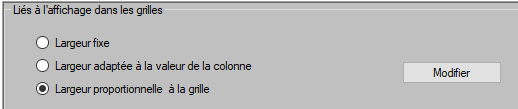 Liés à l'affichage dans les grilles
Largeur fixe
Largeur adaptée à la valeur de la colonne
Modifier
Largeur proportionnelle à la grille